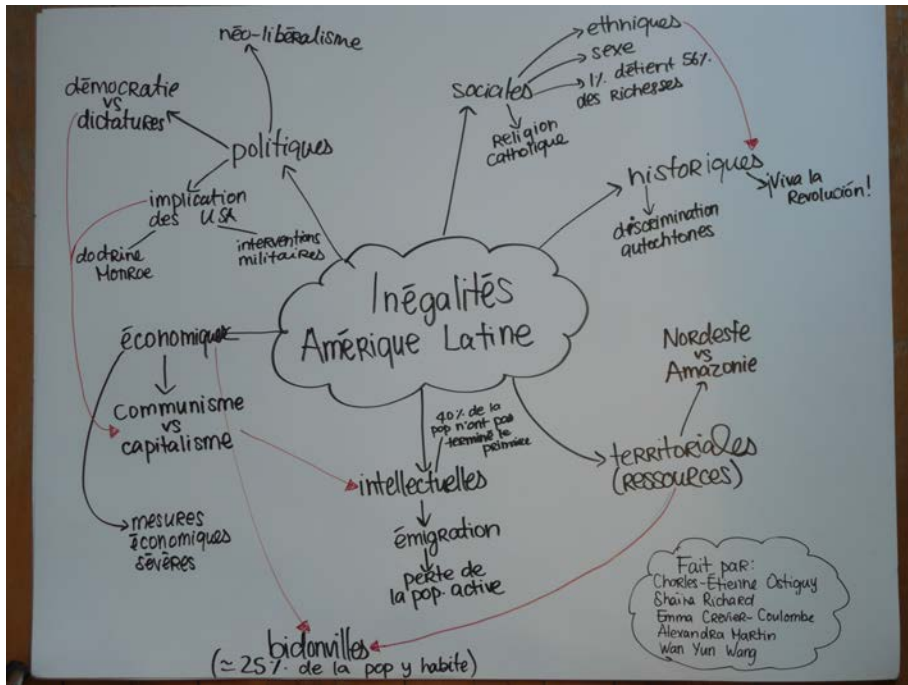 Inégalités
Amérique Latine
politiques
néo-libéralisme
démocratie
vs
dictatures
implication
des USA
doctrine
Monroe
interventions
militaires
sociales
ethniques
sexe
1% détient 56%
des richesses
religion
catholique
historiques
¡Viva la
Revolución!
discrimination
autochtones
économiques
communisme
vs
capitalisme
mesures
économiques
sévères
40% de la
pop n'ont pas
terminé le
primaire
intellectuelles
émigration
perte de
la pop. active
Nordeste
vs
Amazonie
territoriales
(ressources)
bidonvilles
(≃ 25% de la pop y habite)
Fait par:
Charles-Étienne Ostiguy
Shaina Richard
Emma Crevier-Coulombe
Alexandra Martin
Wan Yun Wang